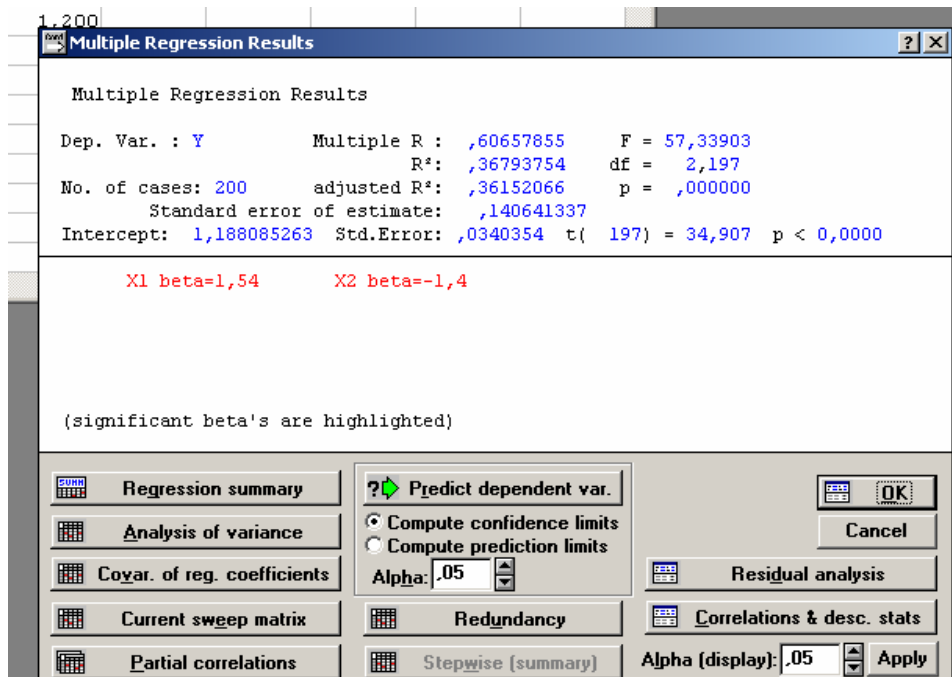 1,200
Multiple Regression Results
Multiple Regression Results
Dep. Var. : Y Multiple R : ,60657855 F = 57,33903
R²: ,36793754 df = 2,197
No. of cases: 200 adjusted R²: ,36152066 p = ,000000
Standard error of estimate: ,140641337
Intercept: 1,188085263 Std.Error: ,0340354 t( 197) = 34,907 p < 0,0000
X1 beta=1,54 X2 beta=-1,4
(significant beta's are highlighted)
Regression summary
Analysis of variance
Covar. of reg. coefficients
Current sweep matrix
Partial correlations
Predict dependent var.
Compute confidence limits
Compute prediction limits
Alpha: ,05
Redundancy
Stepwise (summary)
OK
Cancel
Residual analysis
Correlations & desc. stats
Alpha (display): ,05 Apply